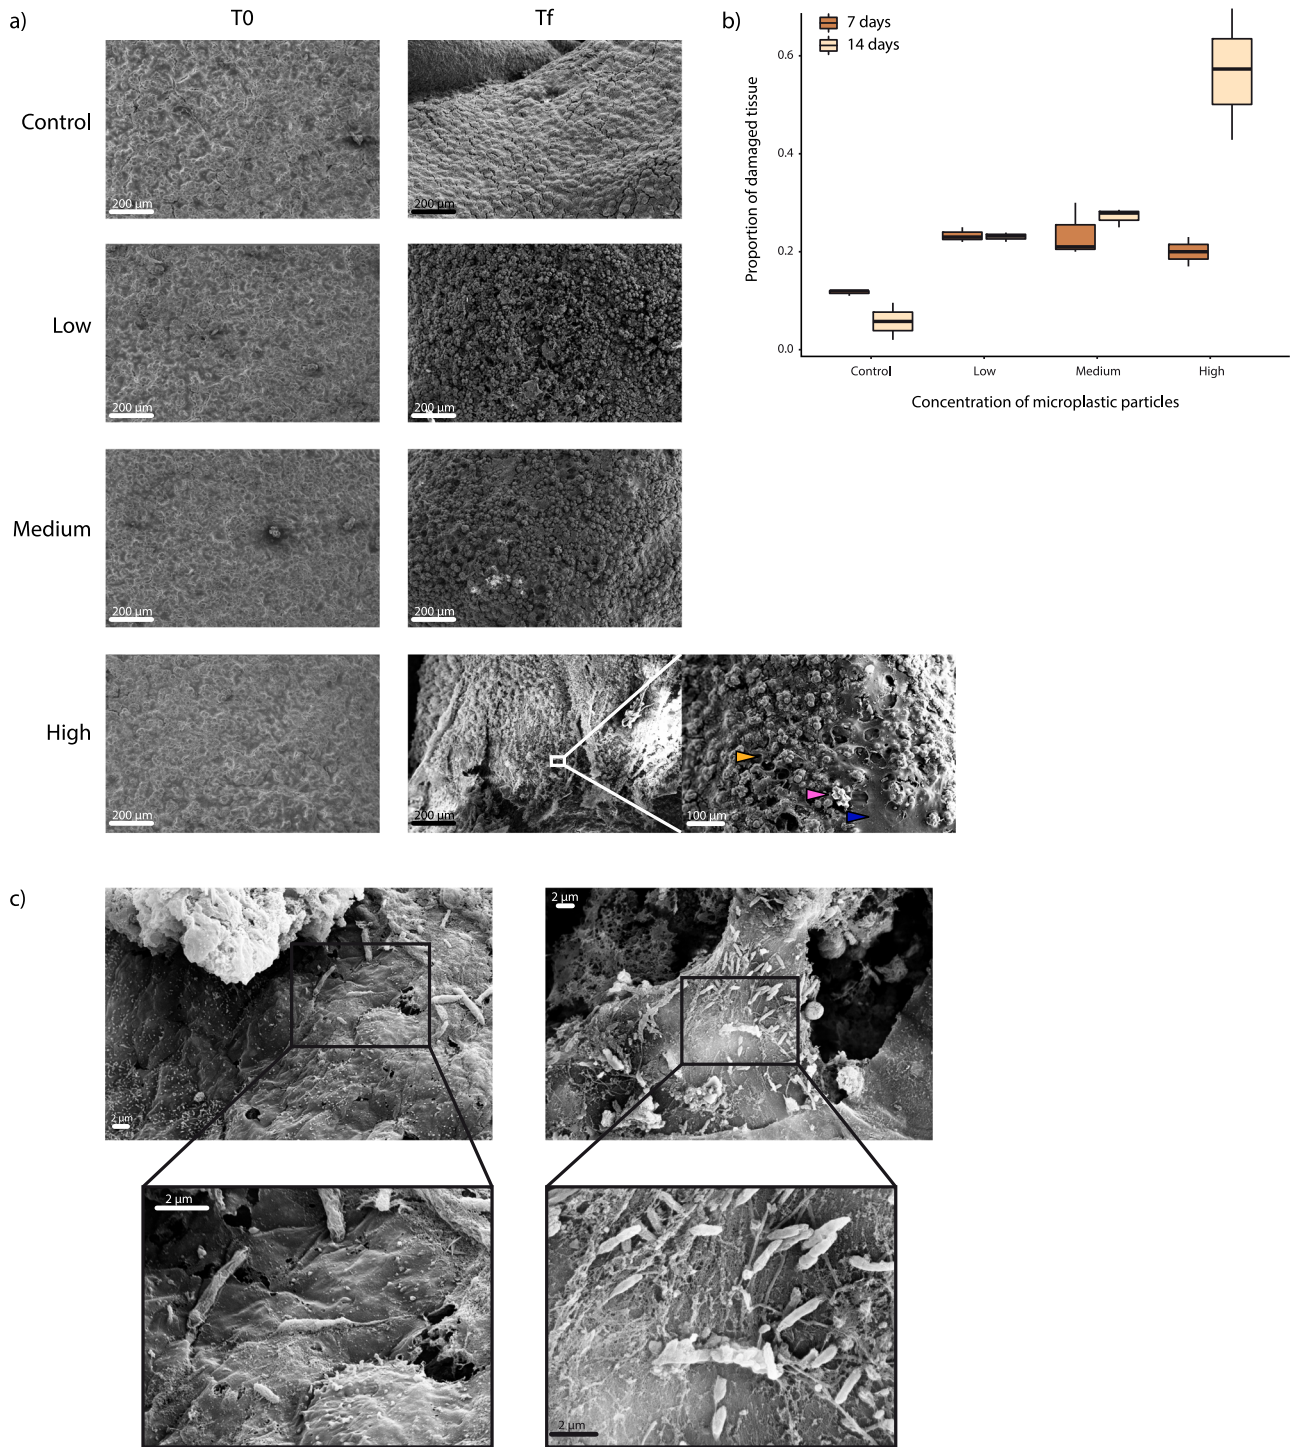 a)
T0
Tf
Control
200 µm
200 µm
Low
200 µm
200 µm
Medium
200 µm
200 µm
High
200 µm
200 µm
100 µm
b)
7 days
14 days
Proportion of damaged tissue
0.6
0.4
0.2
0.0
Control
Low
Medium
High
Concentration of microplastic particles
c)
2 µm
2 µm
2 µm
2 µm